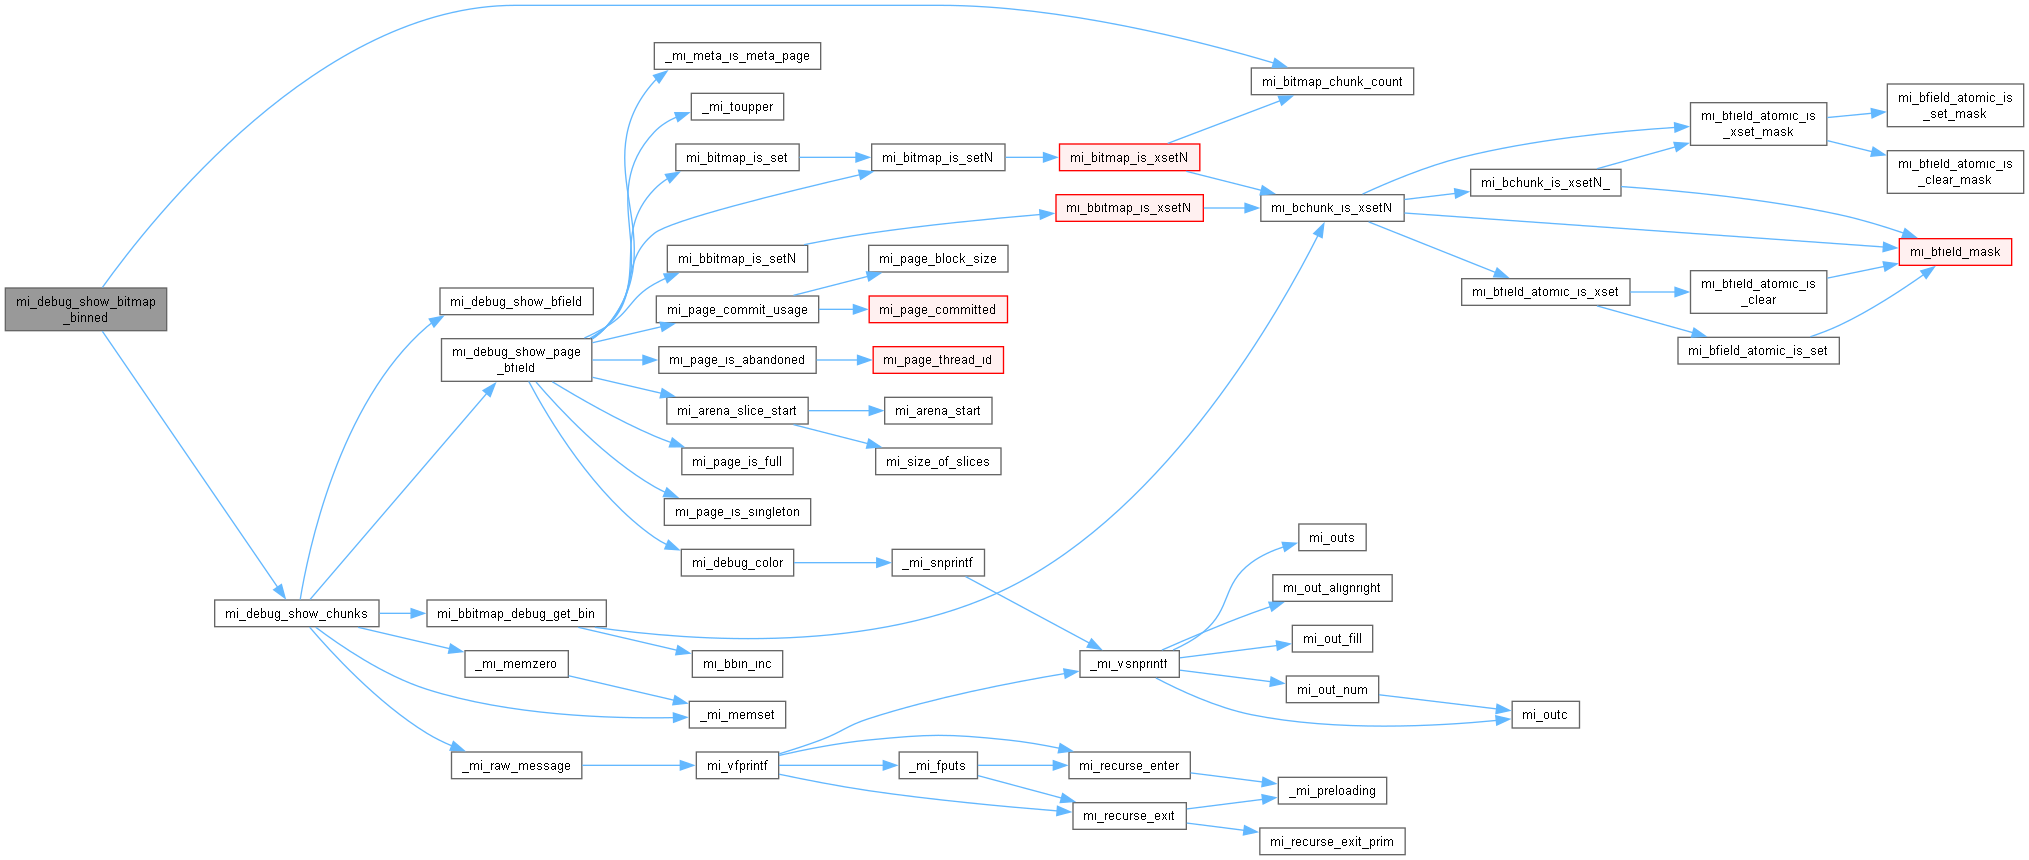 _mi_meta_is_meta_page
mi_bitmap_chunk_count
_mi_toupper
mi_bfield_atomic_is
_set_mask
mi_bfield_atomic_is
_xset_mask
mi_bitmap_is_set
mi_bitmap_is_setN
mi_bitmap_is_xsetN
mi_bfield_atomic_is
_clear_mask
mi_bchunk_is_xsetN_
mi_bbitmap_is_xsetN
mi_bchunk_is_xsetN
mi_bbitmap_is_setN
mi_page_block_size
mi_bfield_mask
mi_debug_show_bitmap
_binned
mi_debug_show_bfield
mi_page_commit_usage
mi_page_committed
mi_bfield_atomic_is_xset
mi_bfield_atomic_is
_clear
mi_bfield_atomic_is_set
mi_debug_show_page
_bfield
mi_page_is_abandoned
mi_page_thread_id
mi_arena_slice_start
mi_arena_start
mi_page_is_full
mi_size_of_slices
mi_page_is_singleton
mi_outs
mi_debug_color
_mi_snprintf
mi_out_alignright
mi_debug_show_chunks
mi_bbitmap_debug_get_bin
mi_out_fill
_mi_memzero
mi_bbin_inc
_mi_vsnprintf
mi_out_num
_mi_memset
mi_outc
_mi_raw_message
mi_vfprintf
_mi_fputs
mi_recurse_enter
_mi_preloading
mi_recurse_exit
mi_recurse_exit_prim